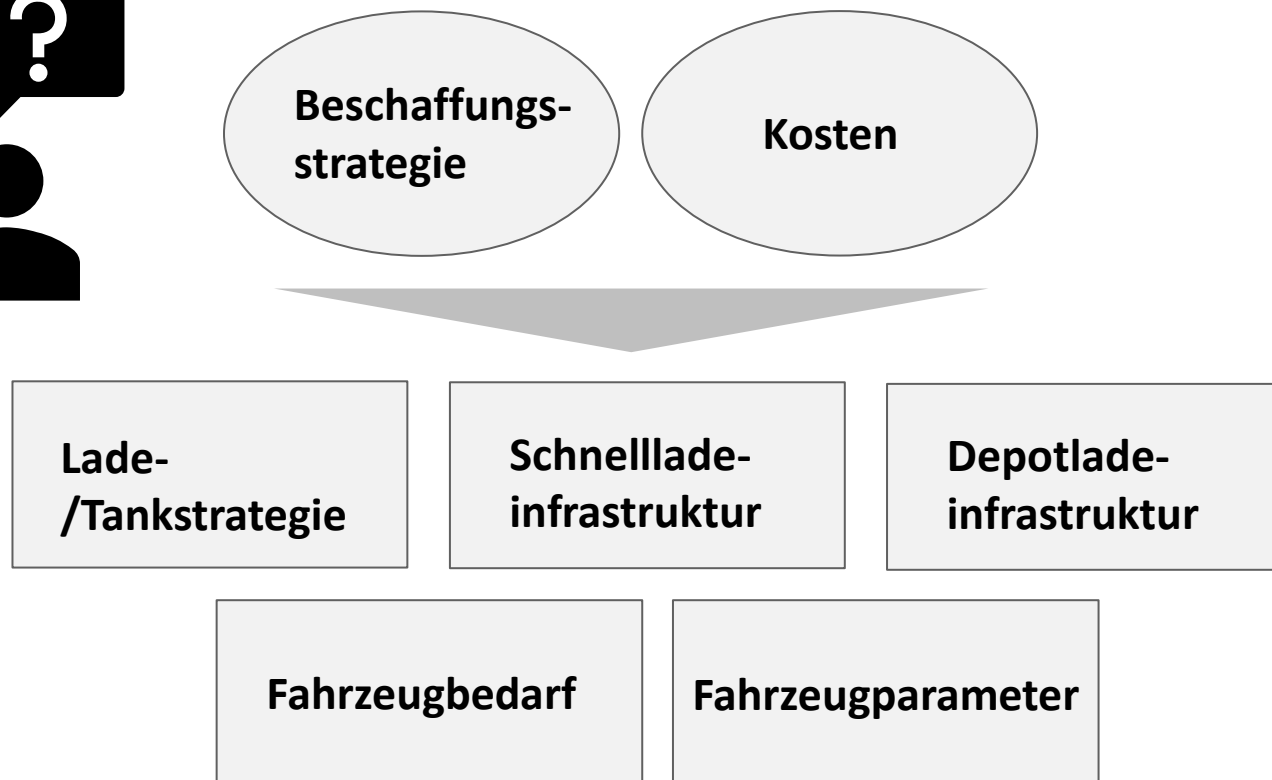 ?
Beschaffungs-
strategie
Kosten
Lade-
/Tankstrategie
Schnelllade-
infrastruktur
Depotlade-
infrastruktur
Fahrzeugbedarf
Fahrzeugparameter